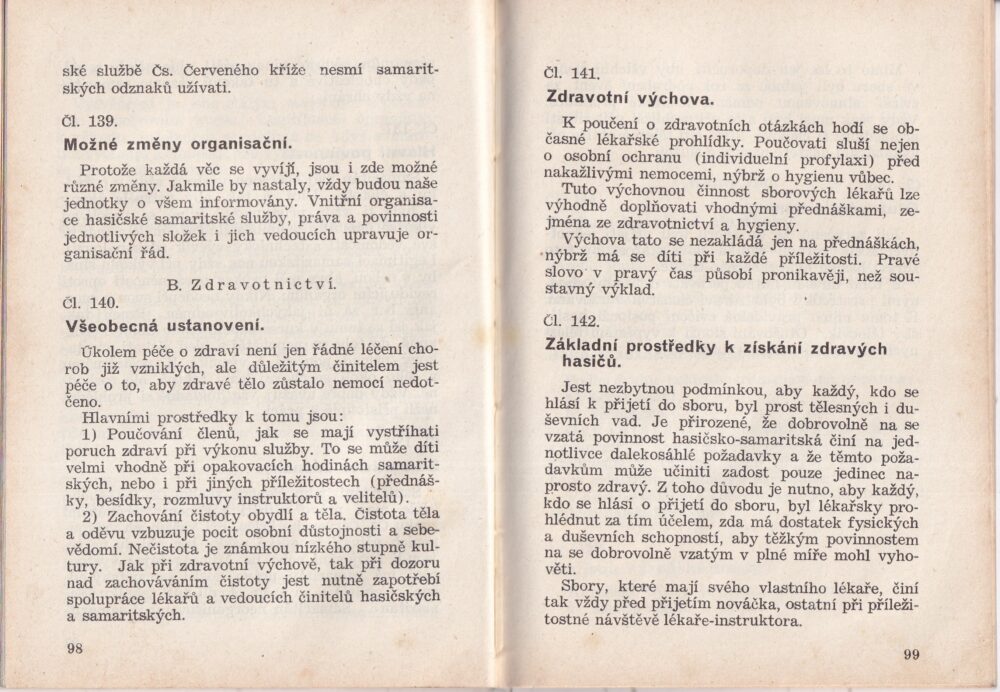 ské službě Čs. Červeného kříže nesmí samarit-
ských odznaků užívati.
Čl. 139.
Možné změny organisační.
Protože každá věc se vyvíjí, jsou i zde možné
různé změny. Jakmile by nastaly, vždy budou naše
jednotky o všem informovány. Vnitřní organisa-
ce hasičské samaritské služby, práva a povinnosti
jednotlivých složek i jich vedoucích upravuje or-
ganisační řád.
B. Zdravotnictví.
Čl. 140.
Všeobecná ustanovení.
Úkolem péče o zdraví není jen řádné léčení cho-
rob již vzniklých, ale důležitým činitelem jest
péče o to, aby zdravé tělo zůstalo nemocí nedot-
čeno.
Hlavními prostředky k tomu jsou:
1) Poučování členů, jak se mají vystříhati
poruch zdraví při výkonu služby. To se může díti
velmi vhodně při opakovacích hodinách samarit-
ských, nebo i při jiných příležitostech (přednáš-
ky, besídky, rozmluvy instruktorů a velitelů).
2) Zachování čistoty obydlí a těla. Čistota těla
a oděvu vzbuzuje pocit osobní důstojnosti a sebe-
vědomí. Nečistota je známkou nízkého stupně kul-
tury. Jak při zdravotní výchově, tak při dozoru
nad zachováváním čistoty jest nutně zapotřebí
spolupráce lékařů a vedoucích činitelů hasičských
a samaritských.
98
Čl. 141.
Zdravotní výchova.
K poučení o zdravotních otázkách hodí se ob-
časné lékařské prohlídky. Poučovati sluší nejen
o osobní ochranu (individuelní profylaxi) před
nakažlivými nemocemi, nýbrž o hygienu vůbec.
Tuto výchovnou činnost sborových lékařů lze
výhodně doplňovati vhodnými přednáškami, ze-
jména ze zdravotnictví a hygieny.
Výchova tato se nezakládá jen na přednáškách,
nýbrž má se díti při každé příležitosti. Pravé
slovo v pravý čas působí pronikavěji, než sou-
stavný výklad.
Čl. 142.
Základní prostředky k získání zdravých
hasičů.
Jest nezbytnou podmínkou, aby každý, kdo se
hlásí k přijetí do sboru, byl prost tělesných i du-
ševních vad. Je přirozené, že dobrovolně na se
vzatá povinnost hasičsko-samaritská činí na jed-
notlivce dalekosáhlé požadavky a že těmto poža-
davkům může učiniti zadost pouze jedinec na-
prosto zdravý. Z toho důvodu je nutno, aby každý,
kdo se hlásí o přijetí do sboru, byl lékařsky pro-
hlédnut za tím účelem, zda má dostatek fysických
a duševních schopností, aby těžkým povinnostem
na se dobrovolně vzatým v plné míře mohl vyho-
věti.
Sbory, které mají svého vlastního lékaře, činí
tak vždy před přijetím nováčka, ostatní při příleži-
tostné návštěvě lékaře-instruktora.
99